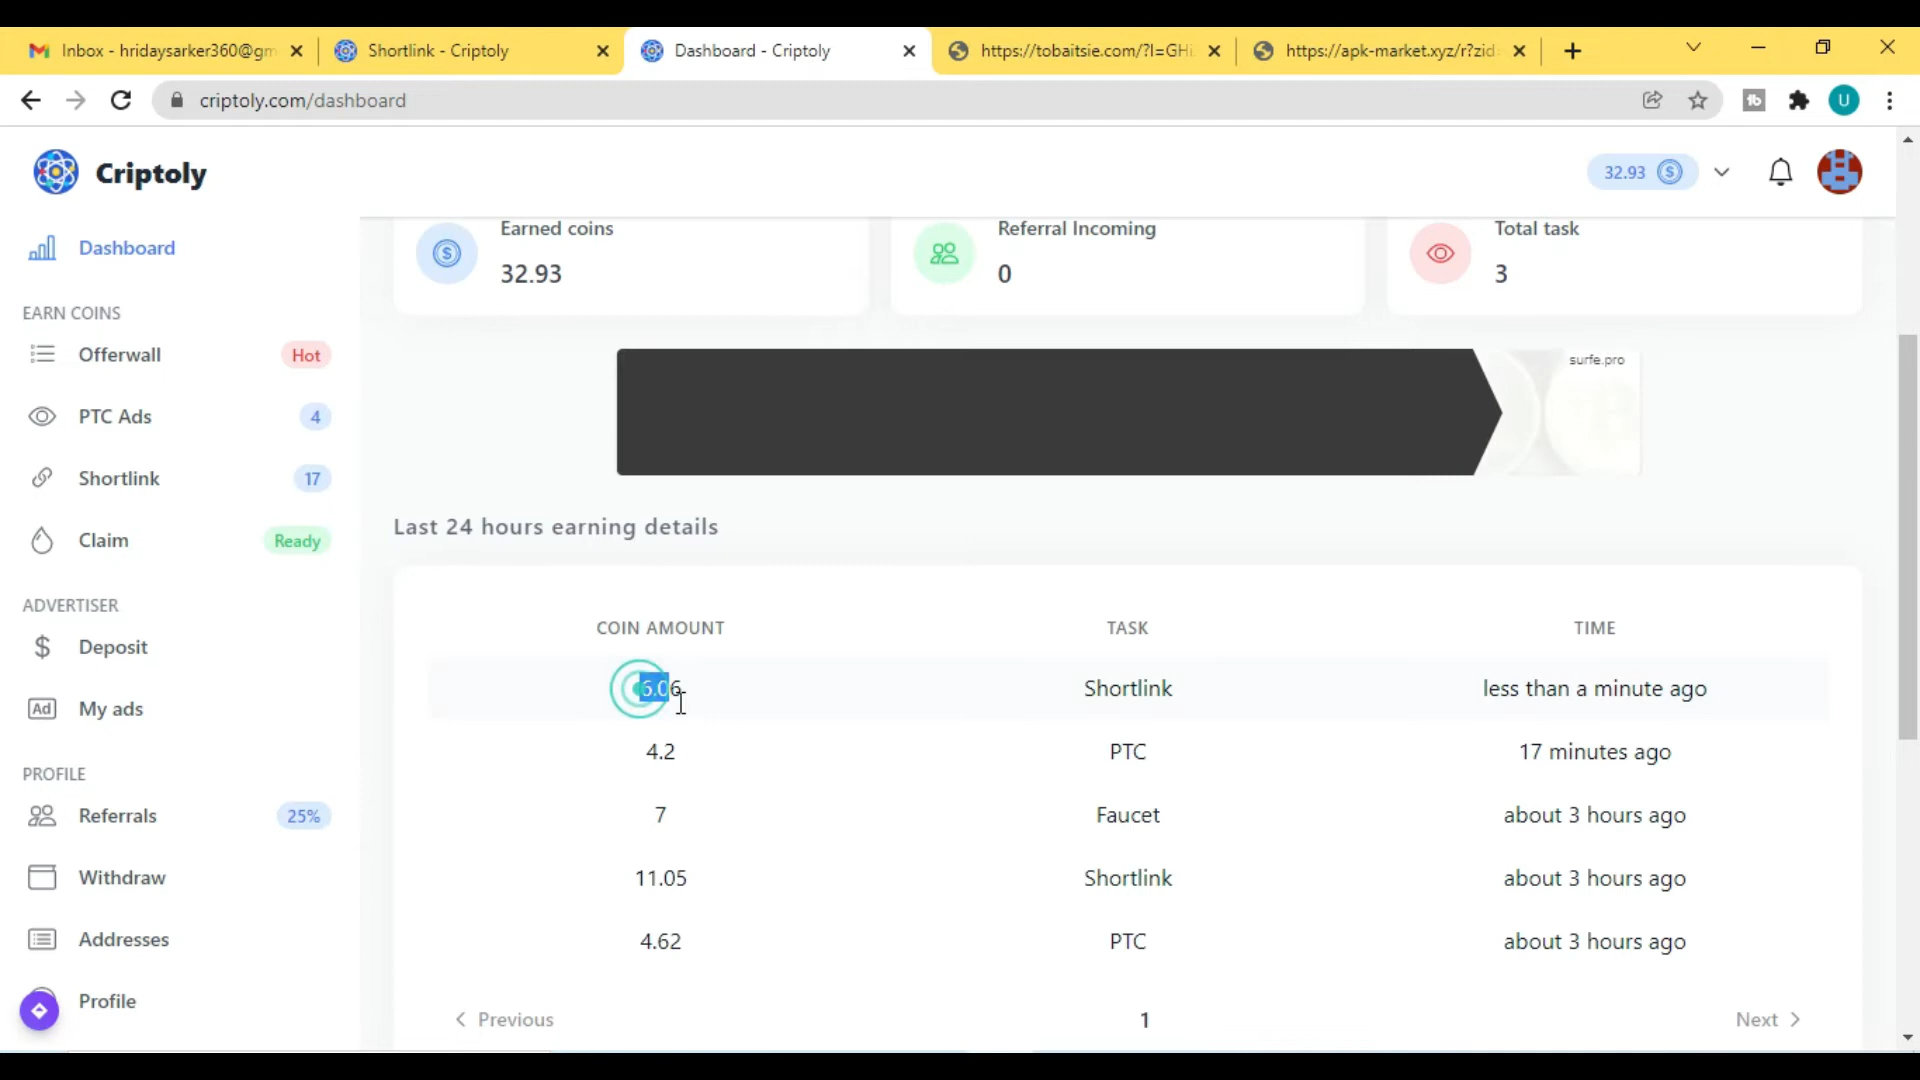 Inbox - hridaysarker360@gm
Shortlink - Criptoly
Dashboard - Criptoly
https://tobaitsie.com/?l=GHi
https://apk-market.xyz/r?zid=
criptoly.com/dashboard
U
Criptoly
32.93
Dashboard
EARN COINS
Offerwall Hot
PTC Ads 4
Shortlink 17
Claim Ready
ADVERTISER
Deposit
Ad My ads
PROFILE
Referrals 25%
Withdraw
Addresses
Profile
Earned coins
32.93
Referral Incoming
0
Total task
3
surfe.pro
Last 24 hours earning details
COIN AMOUNT TASK TIME
6.06 Shortlink less than a minute ago
4.2 PTC 17 minutes ago
7 Faucet about 3 hours ago
11.05 Shortlink about 3 hours ago
4.62 PTC about 3 hours ago
Previous 1 Next